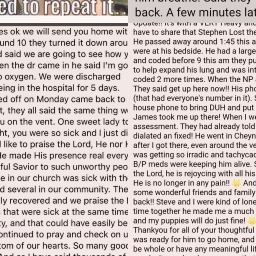 ed to repeat it
es ok we will send you home wit
und 10 they turned it down arou
d said we are going to see how y
en the dr came in he said I'm go
o oxygen. We were discharged
eing in the hospital for 5 days.
ed off on Monday came back to
t, they all said the same thing w
ou on the vent. One sweet lady to
ht, you were so sick and I just di
I like to praise the Lord, He nor H
e made His presence real every
ful Savior to such unworthy peo
e in our church was sick with th
d several in our community. The
ly recovered and we praise the l
s that were sick at the same time
ty, and that could have easily be
ontinued to pray and check on u
tom of our hearts. So many good
back. A few minutes lat
have to share that Stephen Lost the
He passed away around 1:45 this a
were at his bedside. He had a large
and coded before 9 this am they pu
to help expand his lung and was int
coded 2 more times. When the NP
They said get up here now!! His pho
(that had everyone's number in it). S
house phone to bring DUH and put
James took me up there! When I we
assessment. They had already told
dialated an fixed! He went in Cheyn
after I got there, even around the ve
was getting so irradic and tachycad
B/P meds were keeping him alive. S
the Lord, he is rejoycing with all his
He is no longer in any pain!! And
some wonderful friends and family
back!! Steve and I were kind of lone
time together he made me a much
and my puppies will do just fine!
Thankyou for all of your thoughtful
was ready for him to go home, and
whole or have any meaningful life o